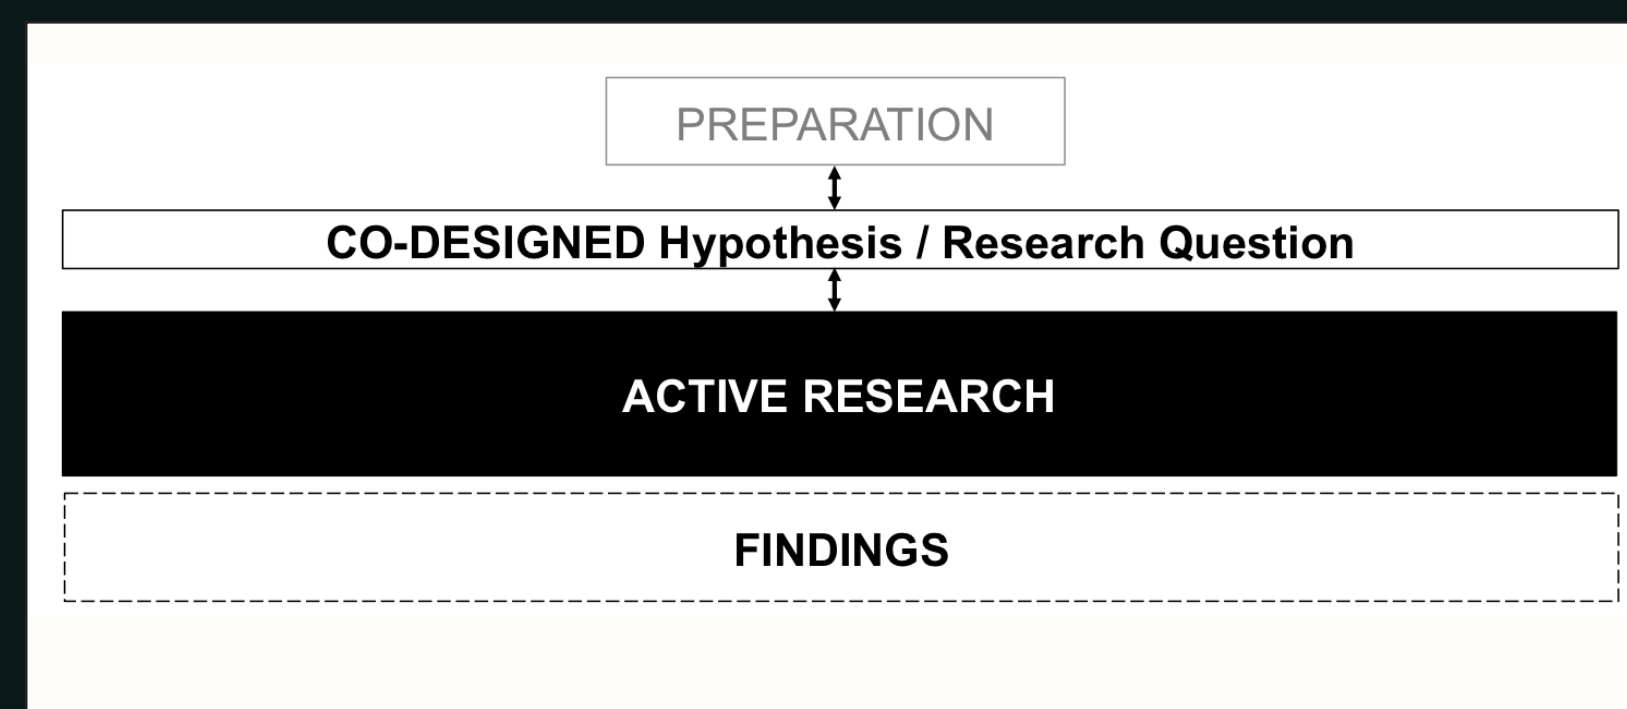 PREPARATION
CO-DESIGNED Hypothesis / Research Question
ACTIVE RESEARCH
FINDINGS